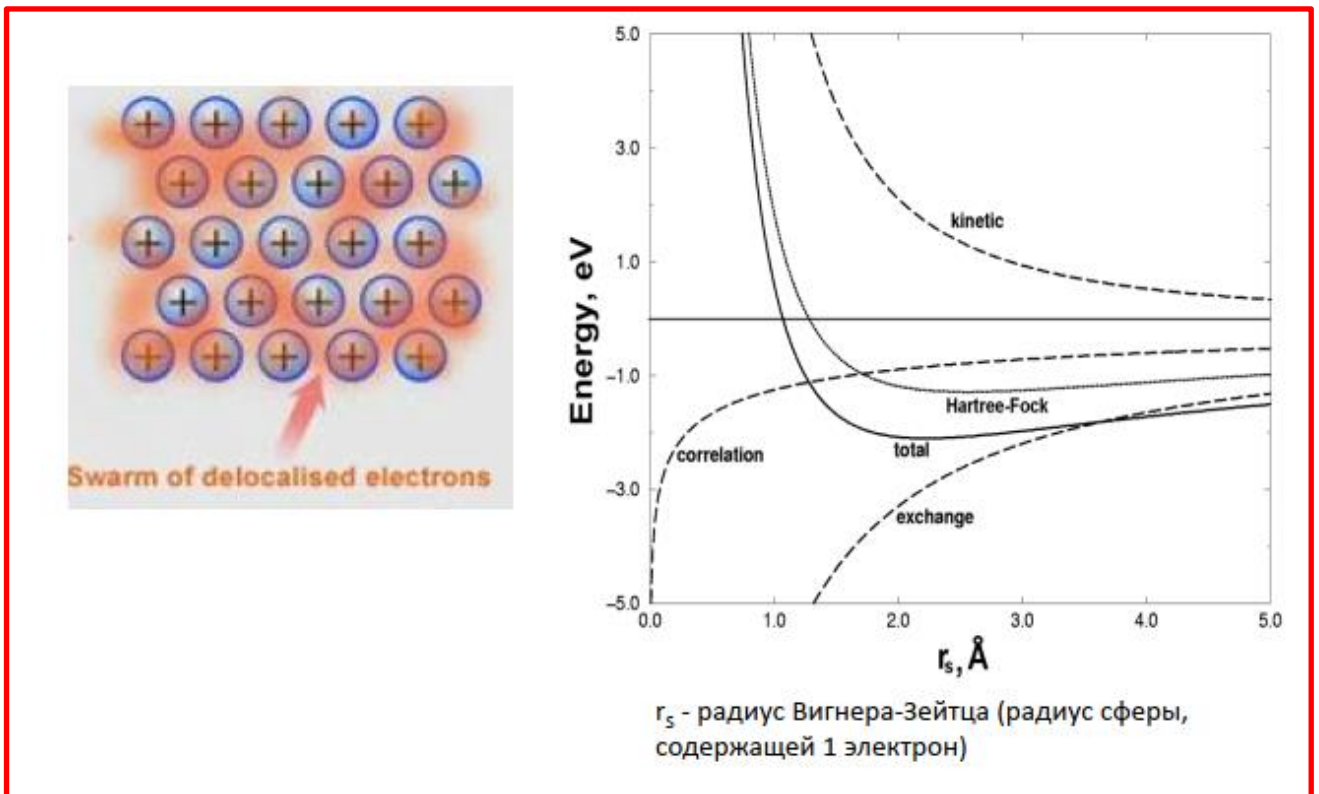 Swarm of delocalised electrons
5.0
3.0
1.0
−1.0
−3.0
−5.0
Energy, eV
kinetic
Hartree-Fock
correlation
total
exchange
0.0 1.0 2.0 3.0 4.0 5.0
rs, Å
rs - радиус Вигнера-Зейтца (радиус сферы,
содержащей 1 электрон)